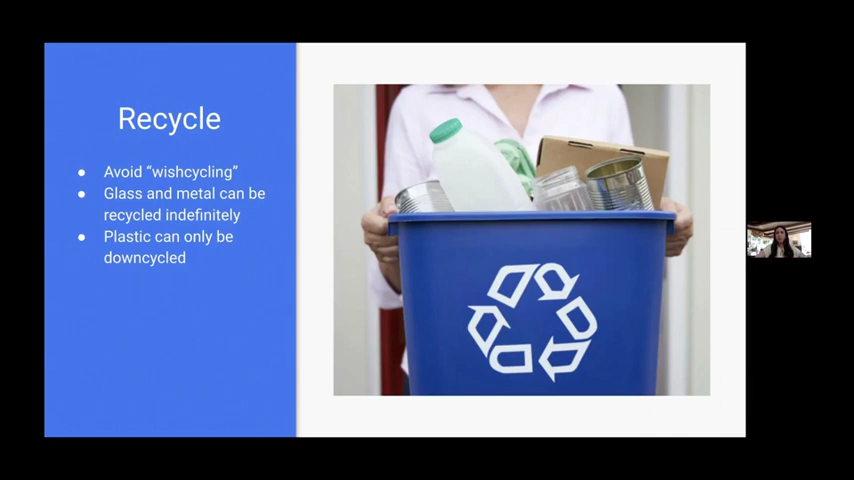 Recycle
● Avoid “wishcycling”
● Glass and metal can be
recycled indefinitely
● Plastic can only be
downcycled